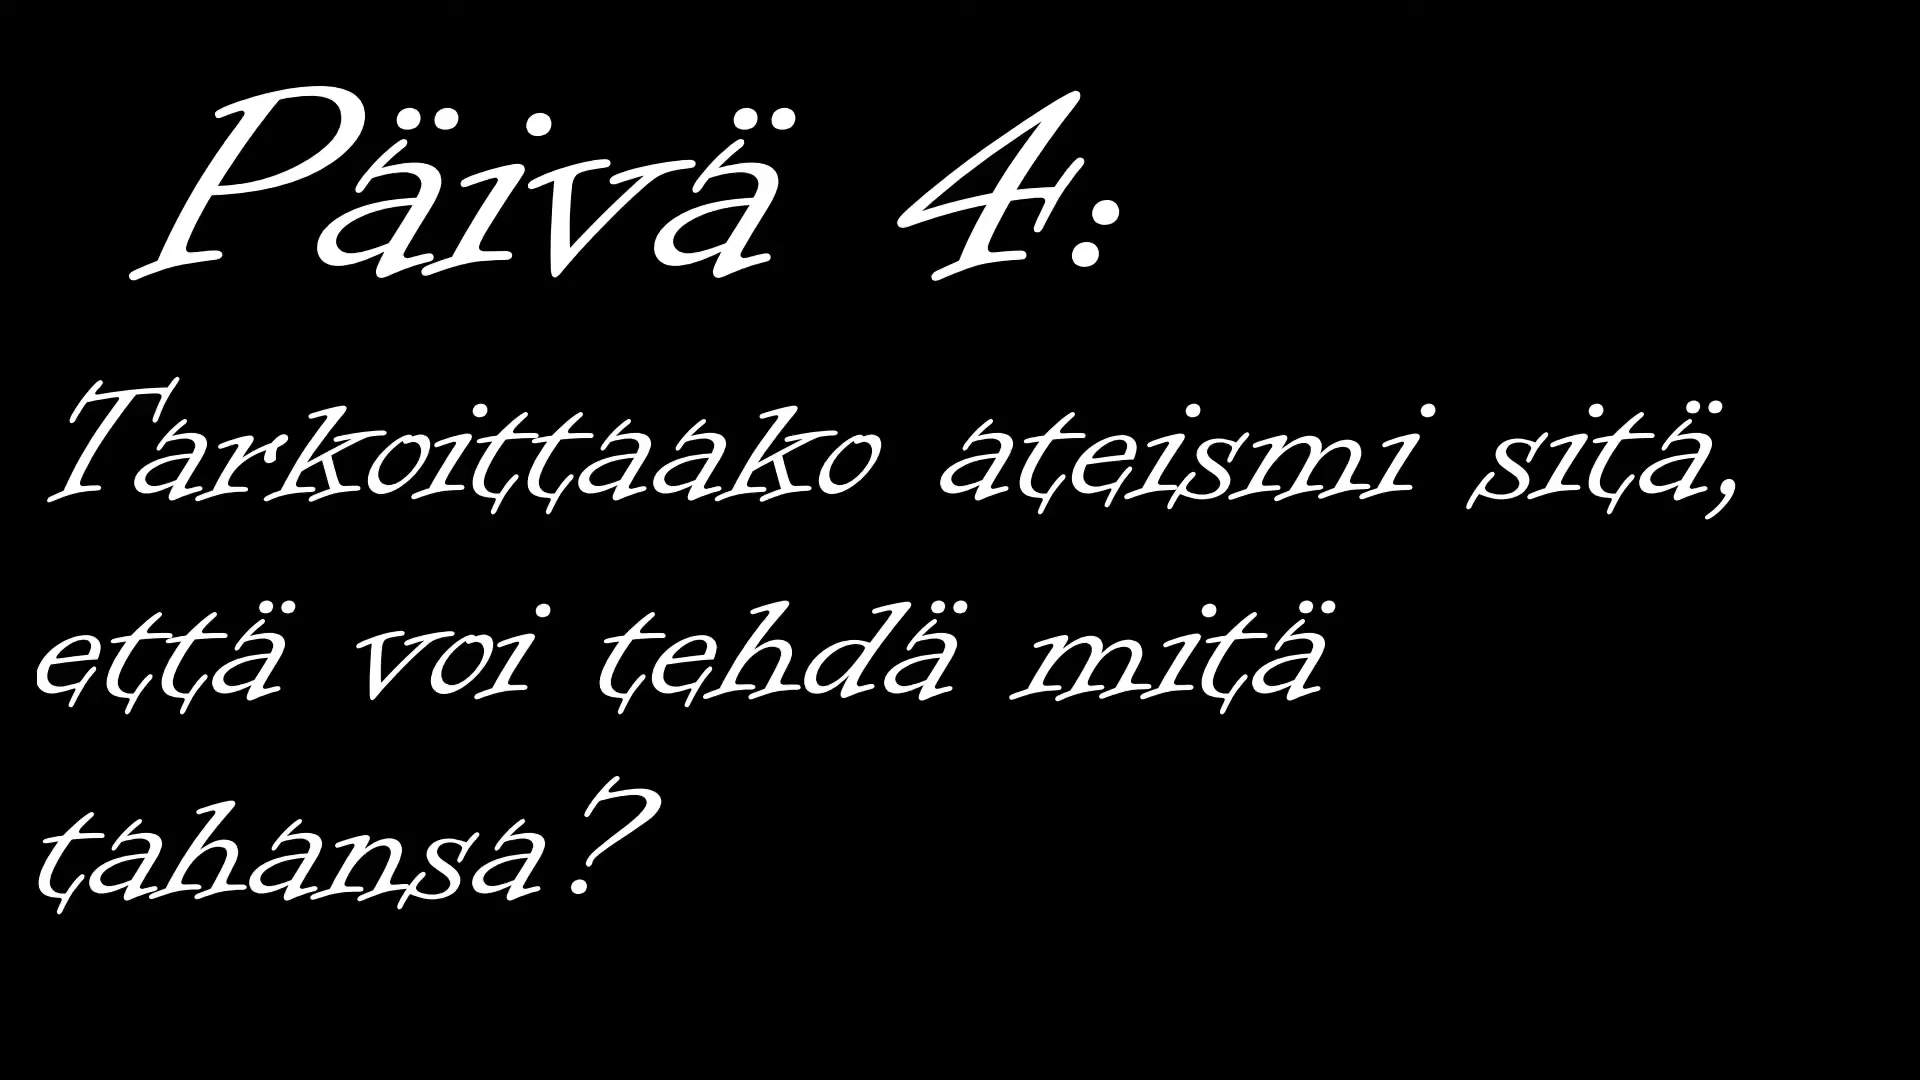 Päivä 4:
Tarkoittaako ateismi sitä,
että voi tehdä mitä
tahansa?